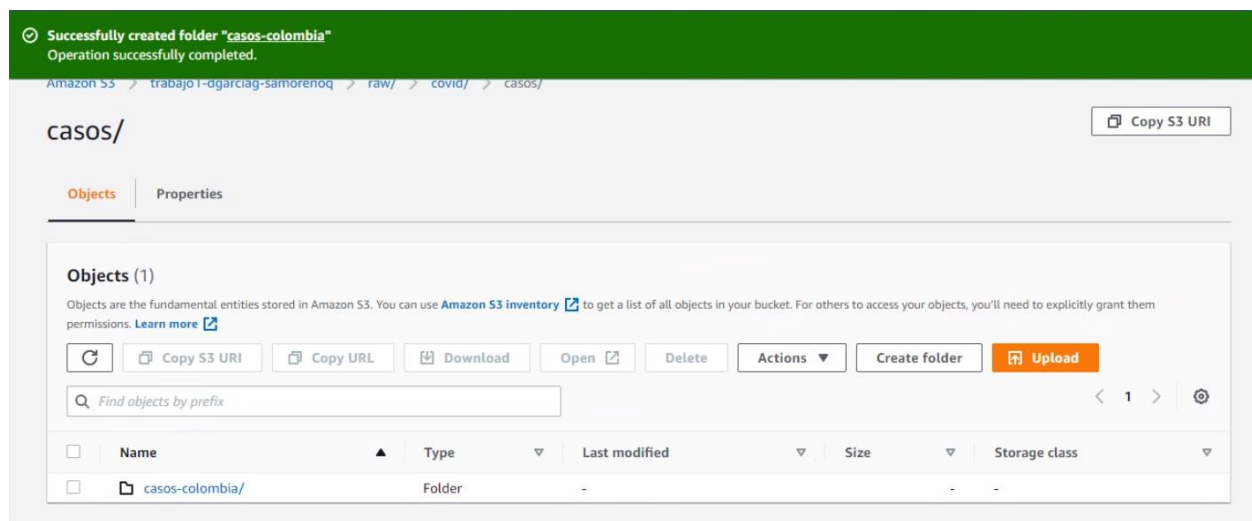 Successfully created folder "casos-colombia"
Operation successfully completed.
Amazon S3 > trabajo1-dgarciag-samorenoq > raw/ > covid/ > casos/
casos/
Copy S3 URI
Objects Properties
Objects (1)
Objects are the fundamental entities stored in Amazon S3. You can use Amazon S3 inventory to get a list of all objects in your bucket. For others to access your objects, you'll need to explicitly grant them
permissions. Learn more
Copy S3 URI Copy URL Download Open Delete Actions Create folder Upload
Find objects by prefix
1
Name Type Last modified Size Storage class
casos-colombia/ Folder - - -